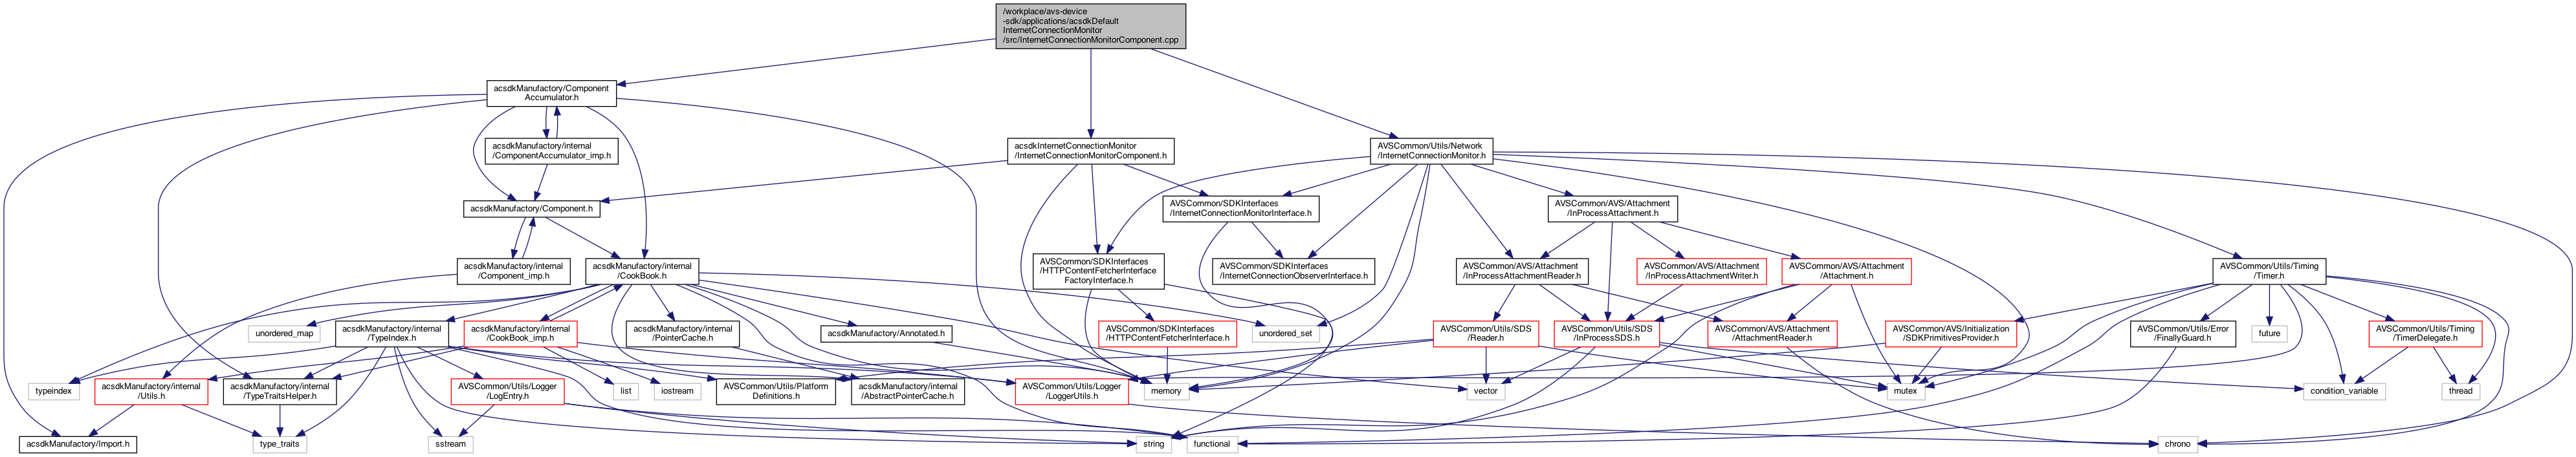 /workplace/avs-device
-sdk/applications/acsdkDefault
InternetConnectionMonitor
/src/InternetConnectionMonitorComponent.cpp
acsdkManufactory/Component
Accumulator.h
acsdkManufactory/internal
/ComponentAccumulator_imp.h
acsdkInternetConnectionMonitor
/InternetConnectionMonitorComponent.h
AVSCommon/Utils/Network
/InternetConnectionMonitor.h
acsdkManufactory/Component.h
AVSCommon/SDKInterfaces
/InternetConnectionMonitorInterface.h
AVSCommon/AVS/Attachment
/InProcessAttachment.h
acsdkManufactory/internal
/Component_imp.h
acsdkManufactory/internal
/CookBook.h
AVSCommon/SDKInterfaces
/HTTPContentFetcherInterface
FactoryInterface.h
AVSCommon/SDKInterfaces
/InternetConnectionObserverInterface.h
AVSCommon/AVS/Attachment
/InProcessAttachmentReader.h
AVSCommon/AVS/Attachment
/InProcessAttachmentWriter.h
AVSCommon/AVS/Attachment
/Attachment.h
AVSCommon/Utils/Timing
/Timer.h
unordered_map
acsdkManufactory/internal
/TypeIndex.h
acsdkManufactory/internal
/CookBook_imp.h
acsdkManufactory/internal
/PointerCache.h
acsdkManufactory/Annotated.h
AVSCommon/SDKInterfaces
/HTTPContentFetcherInterface.h
unordered_set
AVSCommon/Utils/SDS
/Reader.h
AVSCommon/Utils/SDS
/InProcessSDS.h
AVSCommon/AVS/Attachment
/AttachmentReader.h
AVSCommon/AVS/Initialization
/SDKPrimitivesProvider.h
AVSCommon/Utils/Error
/FinallyGuard.h
future
AVSCommon/Utils/Timing
/TimerDelegate.h
typeindex
acsdkManufactory/internal
/Utils.h
acsdkManufactory/internal
/TypeTraitsHelper.h
AVSCommon/Utils/Logger
/LogEntry.h
list
iostream
AVSCommon/Utils/Platform
Definitions.h
acsdkManufactory/internal
/AbstractPointerCache.h
AVSCommon/Utils/Logger
/LoggerUtils.h
memory
vector
mutex
condition_variable
thread
acsdkManufactory/Import.h
type_traits
sstream
string
functional
chrono